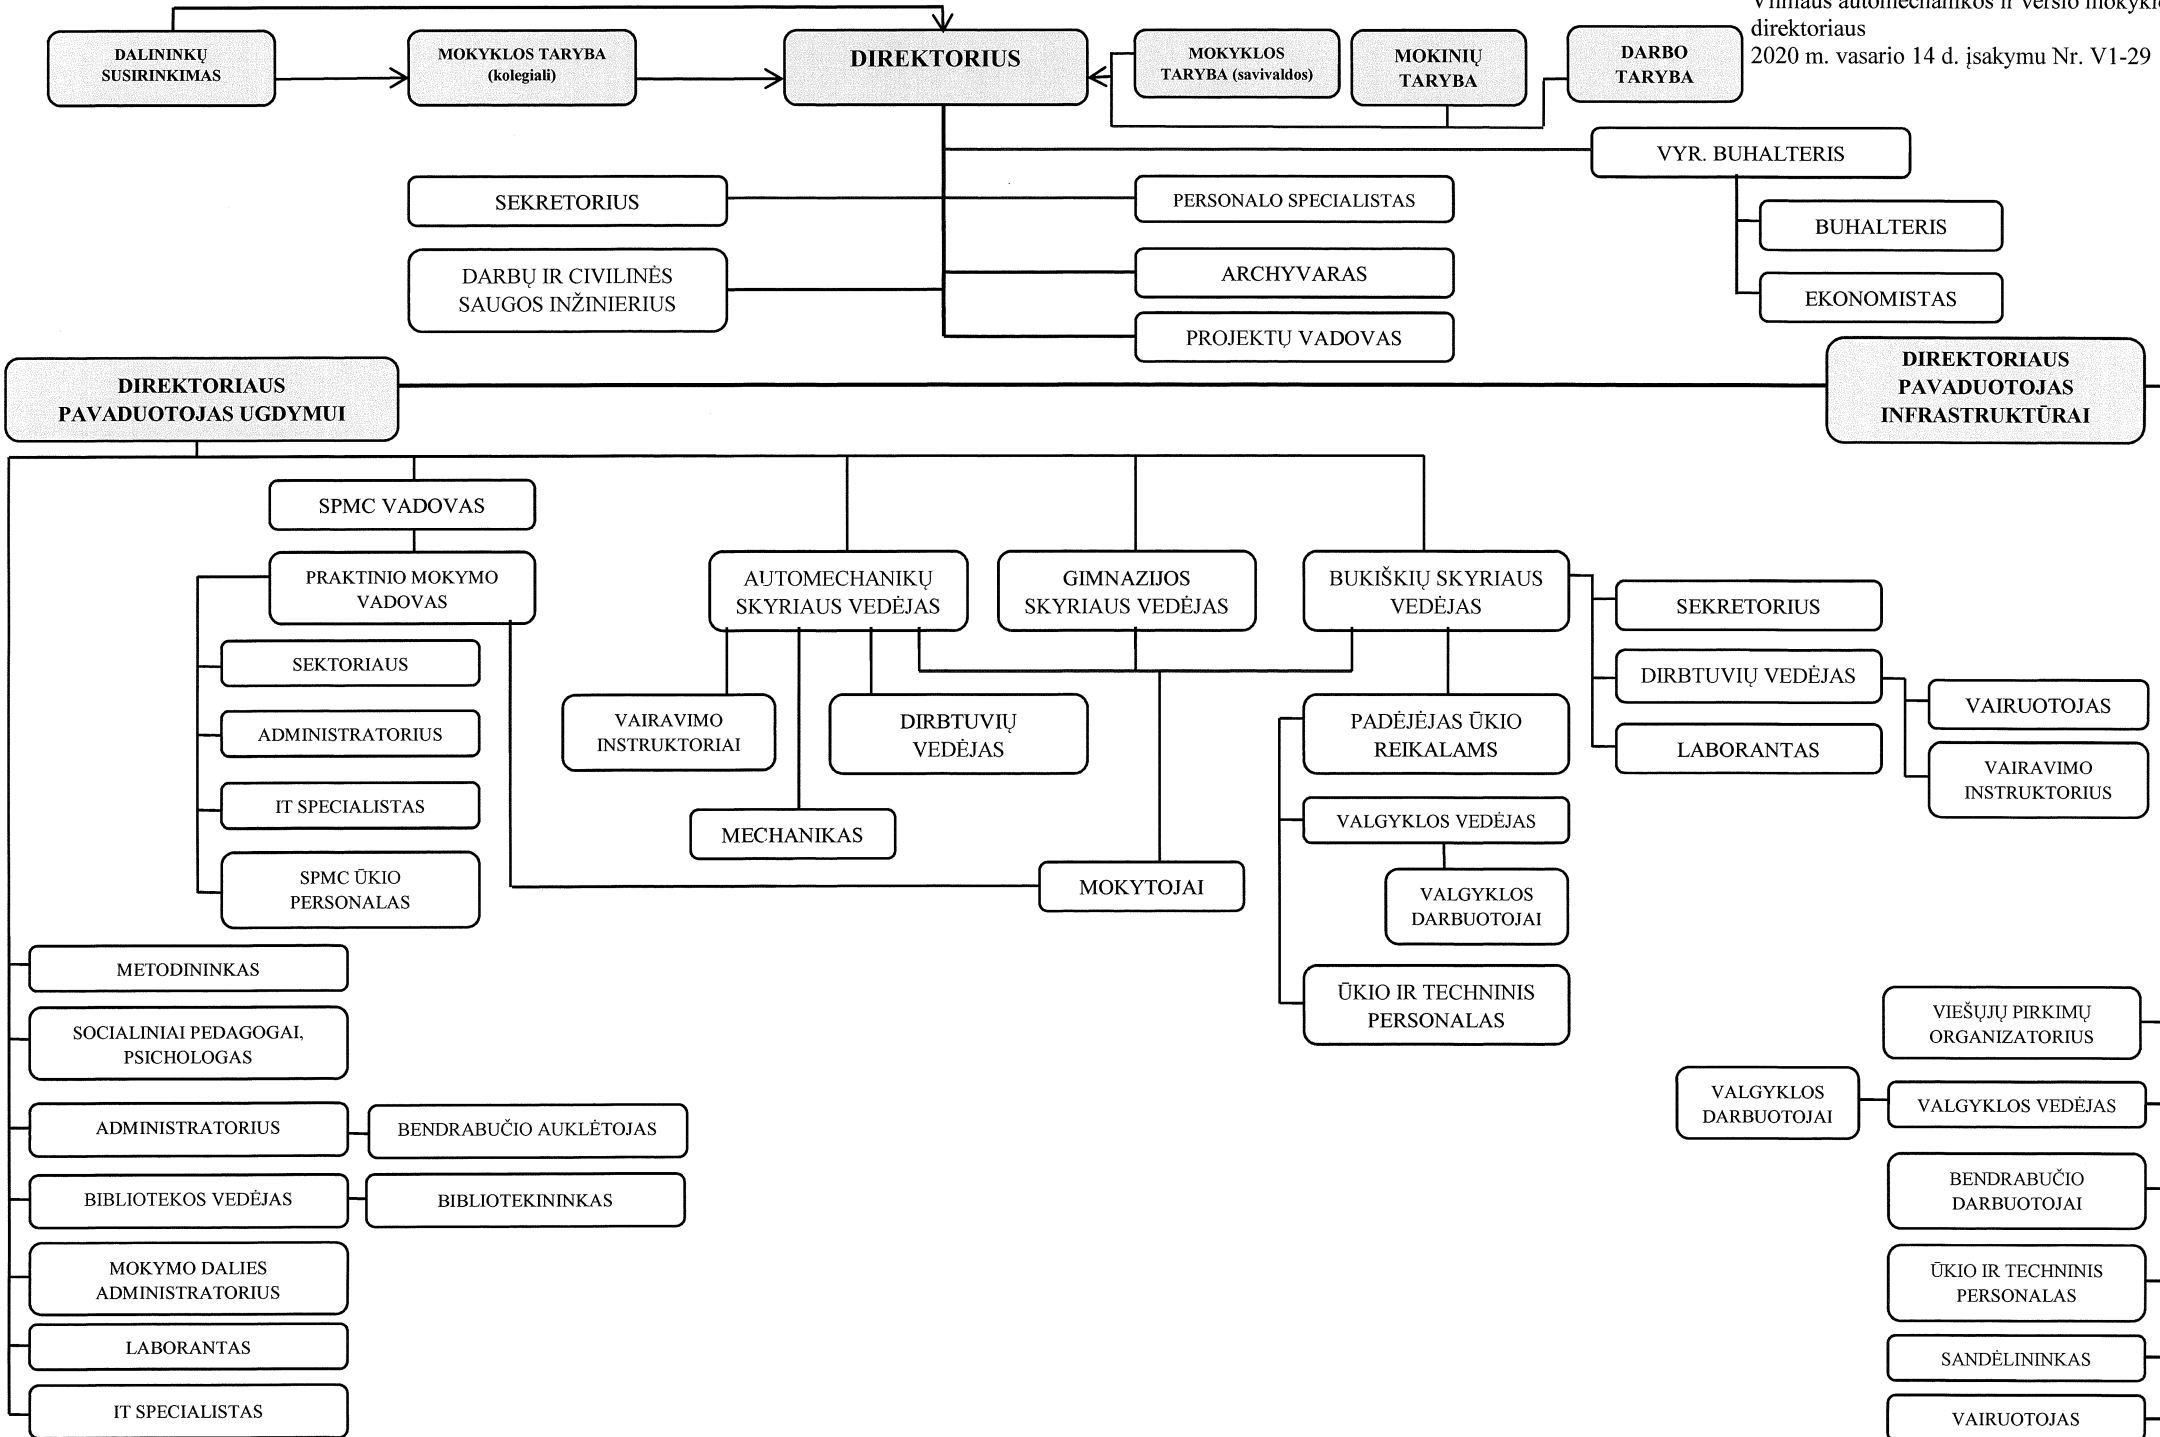 Vilniaus automechanikos ir verslo mokyklos
direktoriaus
2020 m. vasario 14 d. įsakymu Nr. V1-29
DALININKŲ
SUSIRINKIMAS
MOKYKLOS TARYBA
(kolegiali)
DIREKTORIUS
MOKYKLOS
TARYBA (savivaldos)
MOKINIŲ
TARYBA
DARBO
TARYBA
VYR. BUHALTERIS
SEKRETORIUS
PERSONALO SPECIALISTAS
BUHALTERIS
DARBŲ IR CIVILINĖS
SAUGOS INŽINIERIUS
ARCHYVARAS
EKONOMISTAS
PROJEKTŲ VADOVAS
DIREKTORIAUS
PAVADUOTOJAS UGDYMUI
DIREKTORIAUS
PAVADUOTOJAS
INFRASTRUKTŪRAI
SPMC VADOVAS
PRAKTINIO MOKYMO
VADOVAS
AUTOMECHANIKŲ
SKYRIAUS VEDĖJAS
GIMNAZIJOS
SKYRIAUS VEDĖJAS
BUKIŠKIŲ SKYRIAUS
VEDĖJAS
SEKRETORIUS
SEKTORIAUS
DIRBTUVIŲ VEDĖJAS
VAIRUOTOJAS
ADMINISTRATORIUS
VAIRAVIMO
INSTRUKTORIAI
DIRBTUVIŲ
VEDĖJAS
PADĖJĖJAS ŪKIO
REIKALAMS
LABORANTAS
VAIRAVIMO
INSTRUKTORIUS
IT SPECIALISTAS
MECHANIKAS
VALGYKLOS VEDĖJAS
SPMC ŪKIO
PERSONALAS
MOKYTOJAI
VALGYKLOS
DARBUOTOJAI
METODININKAS
ŪKIO IR TECHNINIS
PERSONALAS
SOCIALINIAI PEDAGOGAI,
PSICHOLOGAS
VIEŠŲJŲ PIRKIMŲ
ORGANIZATORIUS
ADMINISTRATORIUS
BENDRABUČIO AUKLĖTOJAS
VALGYKLOS
DARBUOTOJAI
VALGYKLOS VEDĖJAS
BIBLIOTEKOS VEDĖJAS
BIBLIOTEKININKAS
BENDRABUČIO
DARBUOTOJAI
MOKYMO DALIES
ADMINISTRATORIUS
ŪKIO IR TECHNINIS
PERSONALAS
LABORANTAS
SANDĖLININKAS
IT SPECIALISTAS
VAIRUOTOJAS